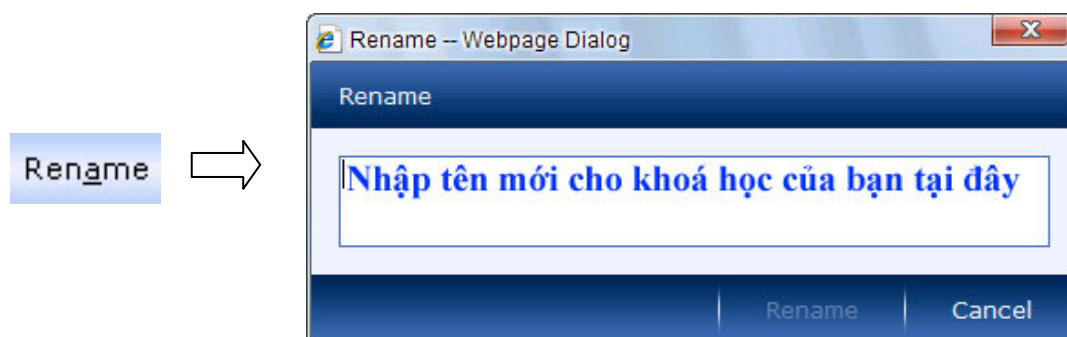 Rename
Rename -- Webpage Dialog
Rename
Nhập tên mới cho khoá học của bạn tại đây
Rename
Cancel